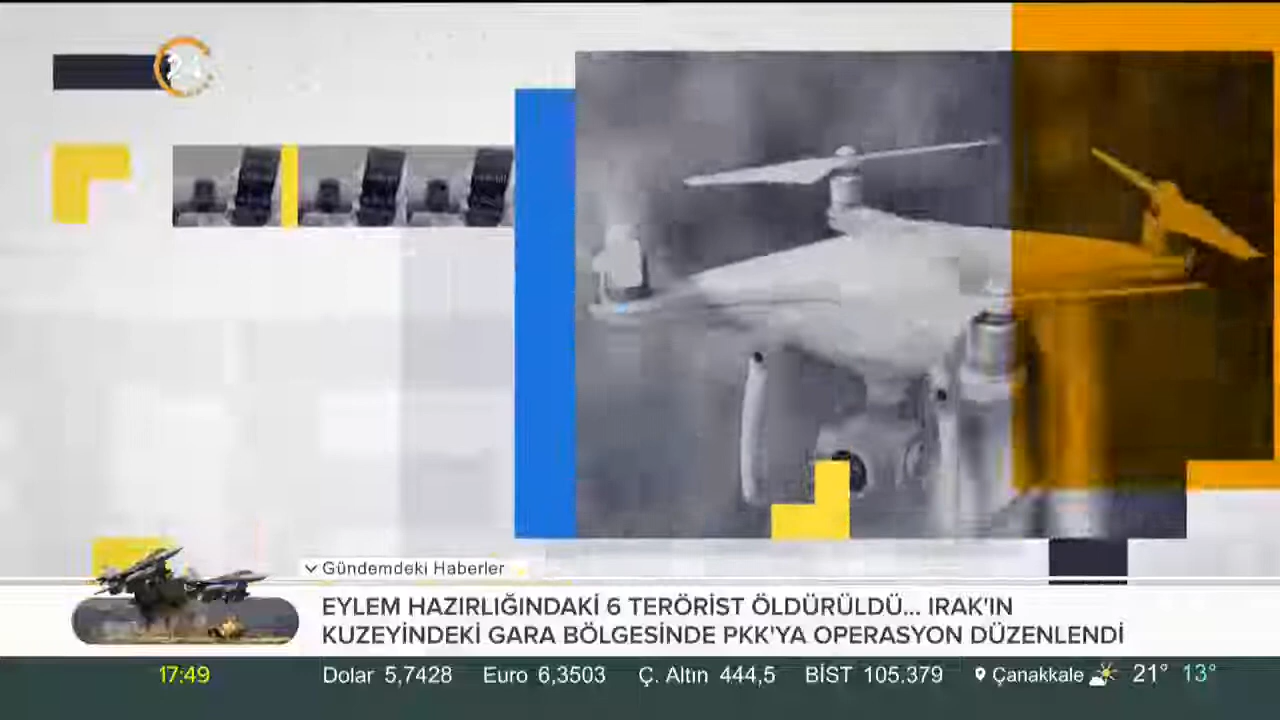 24
Gündemdeki Haberler
EYLEM HAZIRLIĞINDAKİ 6 TERÖRİST ÖLDÜRÜLDÜ... IRAK'IN
KUZEYİNDEKİ GARA BÖLGESİNDE PKK'YA OPERASYON DÜZENLENDİ
17:49 Dolar 5,7428 Euro 6,3503 Ç. Altın 444,5 BİST 105.379 Çanakkale 21° 13°